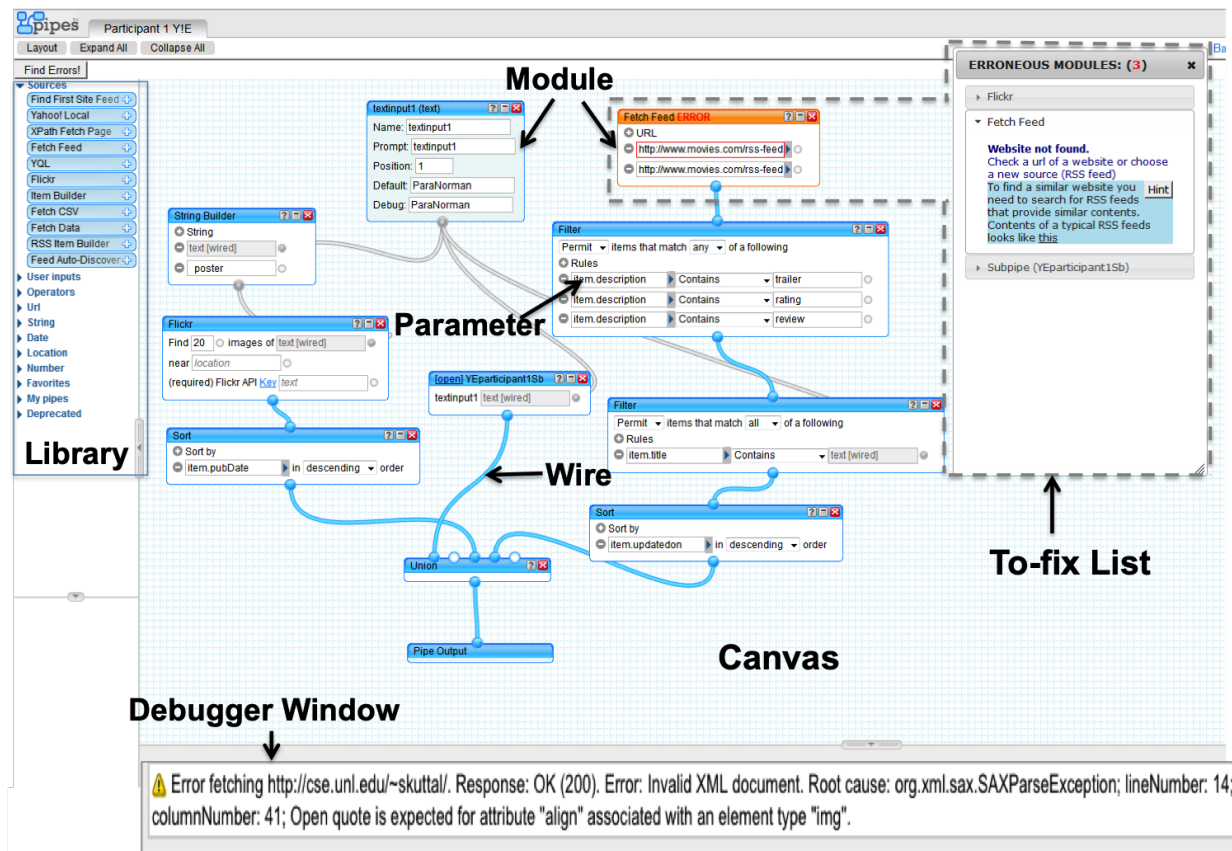 pipes
Participant 1 Y!E
Layout Expand All Collapse All
Ba
Find Errors!
Sources
Find First Site Feed
Yahoo! Local
XPath Fetch Page
Fetch Feed
YQL
Flickr
Item Builder
Fetch CSV
Fetch Data
RSS Item Builder
Feed Auto-Discover
User inputs
Operators
Url
String
Date
Location
Number
Favorites
My pipes
Deprecated
Library
Module
textinput1 (text)
Name: textinput1
Prompt: textinput1
Position: 1
Default: ParaNorman
Debug: ParaNorman
Fetch Feed ERROR
URL
http://www.movies.com/rss-feed
http://www.movies.com/rss-feed
String Builder
String
text [wired]
poster
Filter
Permit items that match any of a following
Rules
item.description Contains trailer
item.description Contains rating
item.description Contains review
Parameter
Flickr
Find 20 images of text [wired]
near location
(required) Flickr API Key text
[open] YEparticipant1Sb
textinput1 text [wired]
Filter
Permit items that match all of a following
Rules
item.title Contains text [wired]
Sort
Sort by
item.pubDate in descending order
Wire
Sort
Sort by
item.updatedon in descending order
Union
Pipe Output
Canvas
ERRONEOUS MODULES: (3)
Flickr
Fetch Feed
Website not found.
Check a url of a website or choose
a new source (RSS feed)
To find a similar website you
need to search for RSS feeds
that provide similar contents.
Contents of a typical RSS feeds
looks like this
Hint
Subpipe (YEparticipant1Sb)
To-fix List
Debugger Window
Error fetching http://cse.unl.edu/~skuttal/. Response: OK (200). Error: Invalid XML document. Root cause: org.xml.sax.SAXParseException; lineNumber: 14;
columnNumber: 41; Open quote is expected for attribute "align" associated with an element type "img".